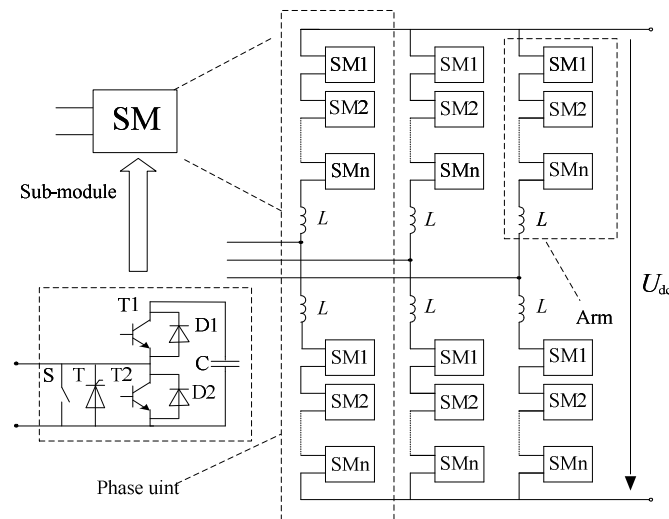 SM
Sub-module
T1
D1
S
T
T2
C
D2
Phase uint
SM1
SM1
SM1
SM2
SM2
SM2
SMn
SMn
SMn
L
L
L
L
L
L
SM1
SM1
SM1
SM2
SM2
SM2
SMn
SMn
SMn
Arm